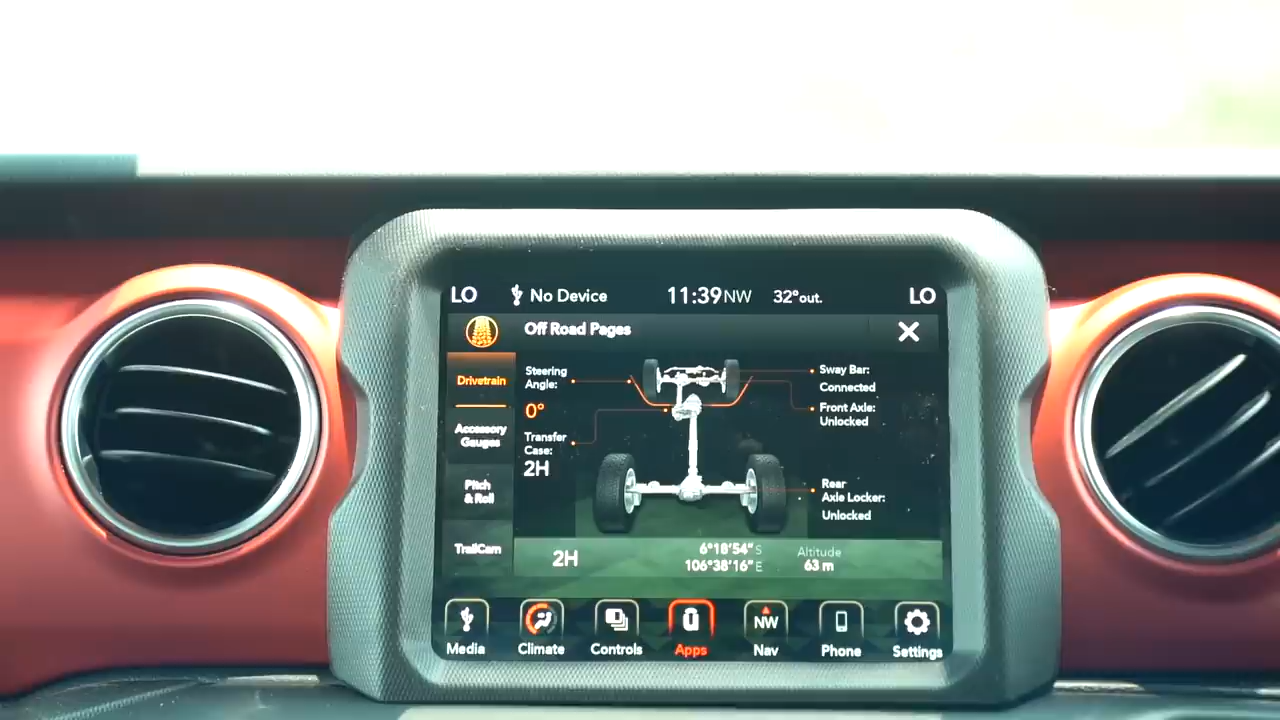 LO
No Device
11:39 NW
32°out.
LO
Off Road Pages
Drivetrain
Accessory
Gauges
Pitch
& Roll
TrailCam
Steering
Angle:
0°
Transfer
Case:
2H
Sway Bar:
Connected
Front Axle:
Unlocked
Rear
Axle Locker:
Unlocked
2H
6°18'54" S
106°38'16" E
Altitude
63 m
NW
Media
Climate
Controls
Apps
Nav
Phone
Settings